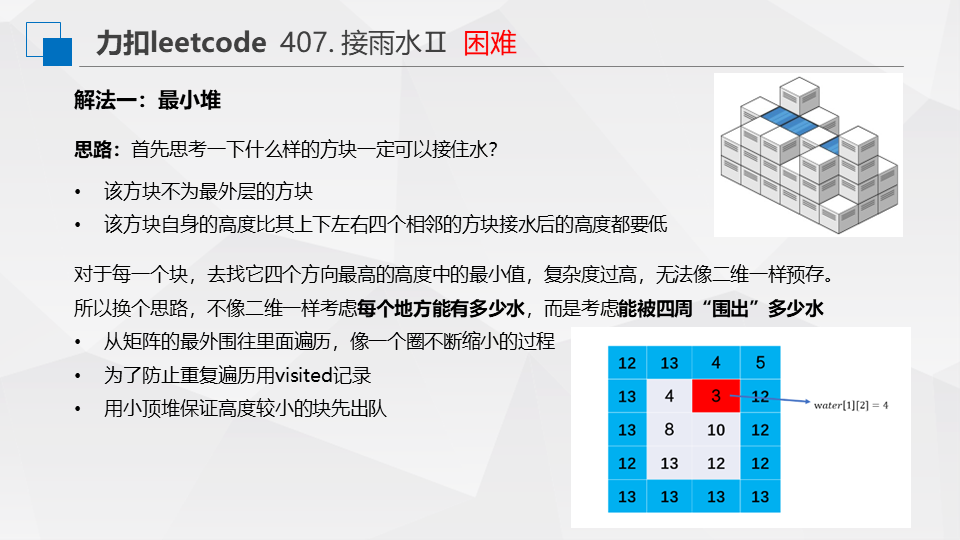 力扣leetcode 407. 接雨水Ⅱ 困难
解法一：最小堆
思路：首先思考一下什么样的方块一定可以接住水？
• 该方块不为最外层的方块
• 该方块自身的高度比其上下左右四个相邻的方块接水后的高度都要低
对于每一个块，去找它四个方向最高的高度中的最小值，复杂度过高，无法像二维一样预存。
所以换个思路，不像二维一样考虑每个地方能有多少水，而是考虑能被四周“围出”多少水
• 从矩阵的最外围往里面遍历，像一个圈不断缩小的过程
• 为了防止重复遍历用visited记录
• 用小顶堆保证高度较小的块先出队
12 13 4 5
13 4 3 12
water[1][2] = 4
13 8 10 12
12 13 12 12
13 13 13 13